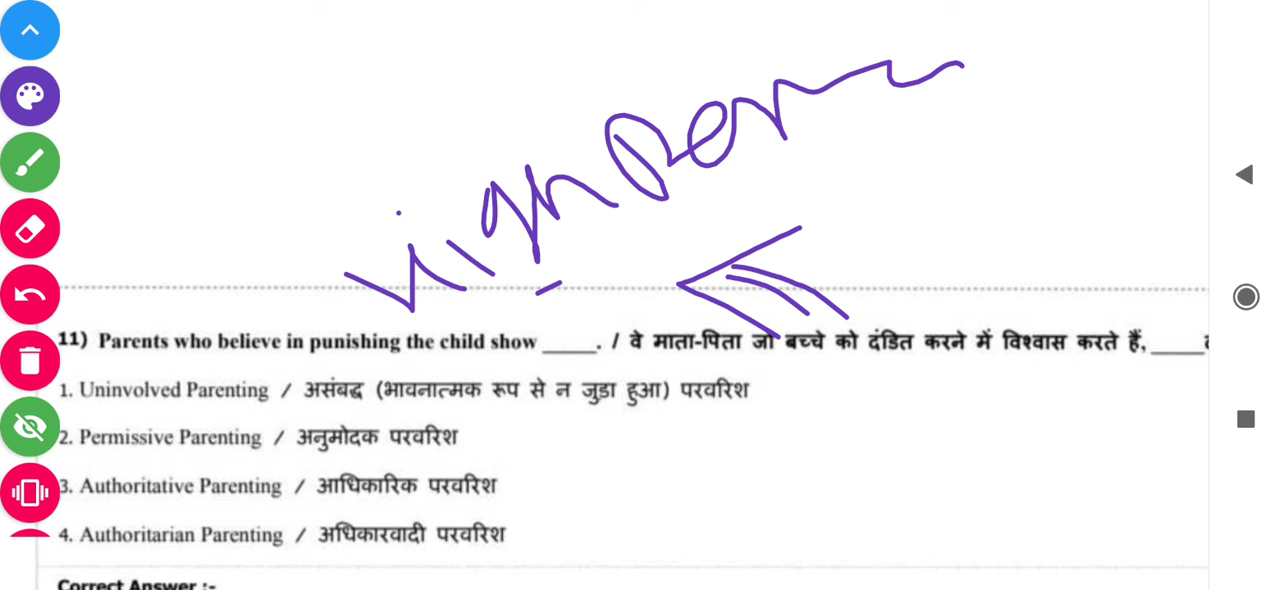 11) Parents who believe in punishing the child show _____. / वे माता-पिता जो बच्चे को दंडित करने में विश्वास करते हैं, _____
1. Uninvolved Parenting / असंबद्ध (भावनात्मक रूप से न जुडा हुआ) परवरिश
2. Permissive Parenting / अनुमोदक परवरिश
3. Authoritative Parenting / आधिकारिक परवरिश
4. Authoritarian Parenting / अधिकारवादी परवरिश
Correct Answer :-